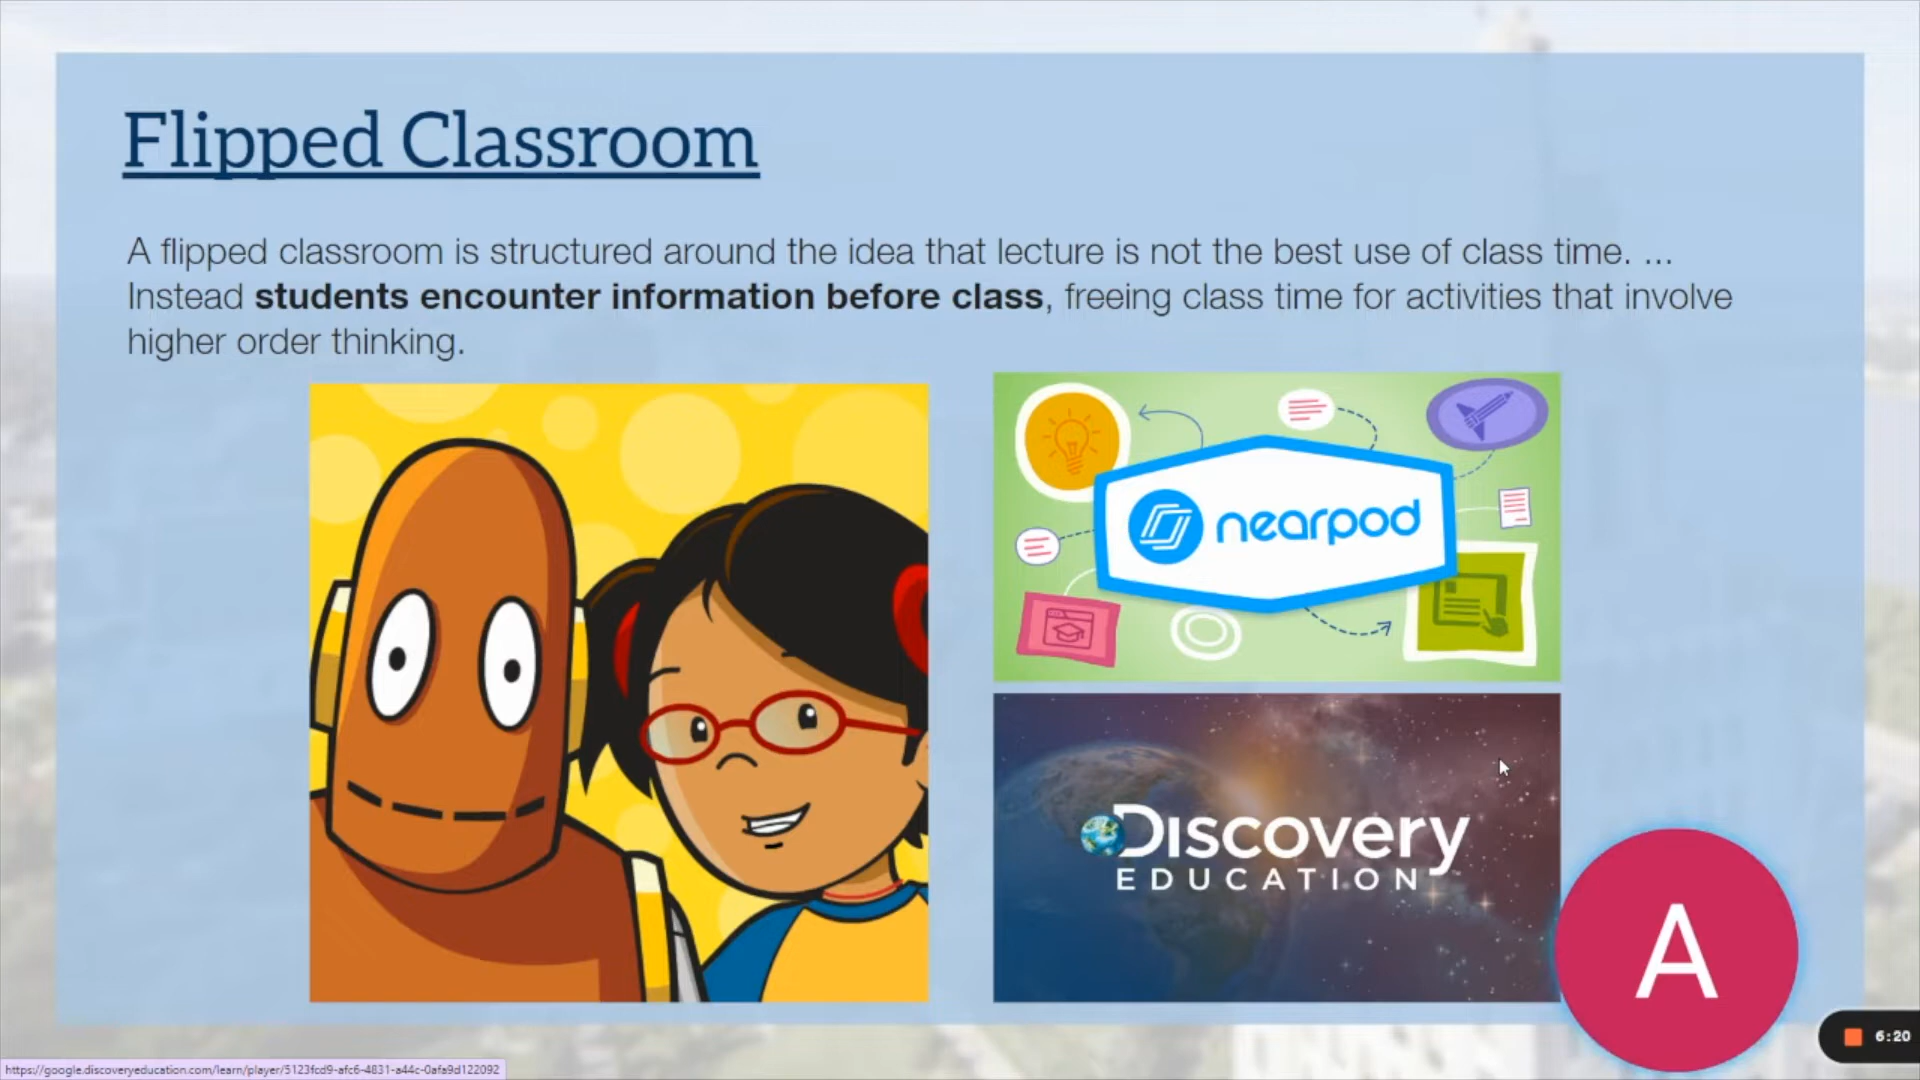 Flipped Classroom
A flipped classroom is structured around the idea that lecture is not the best use of class time. ...
Instead students encounter information before class, freeing class time for activities that involve
higher order thinking.
nearpod
Discovery
EDUCATION
A
6:20
https://google.discoveryeducation.com/learn/player/5123fcd9-afc6-4831-a44c-0afa9d122092